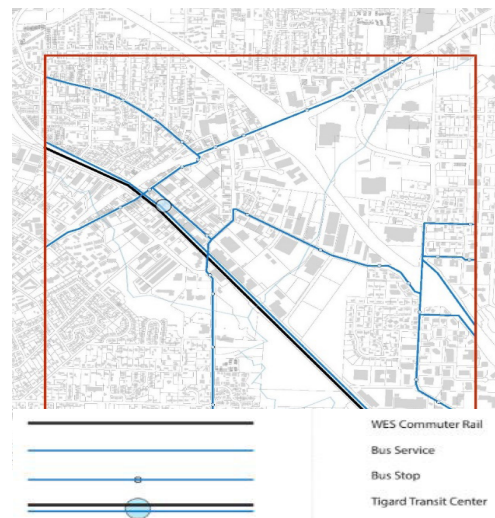 WES Commuter Rail
Bus Service
Bus Stop
Tigard Transit Center